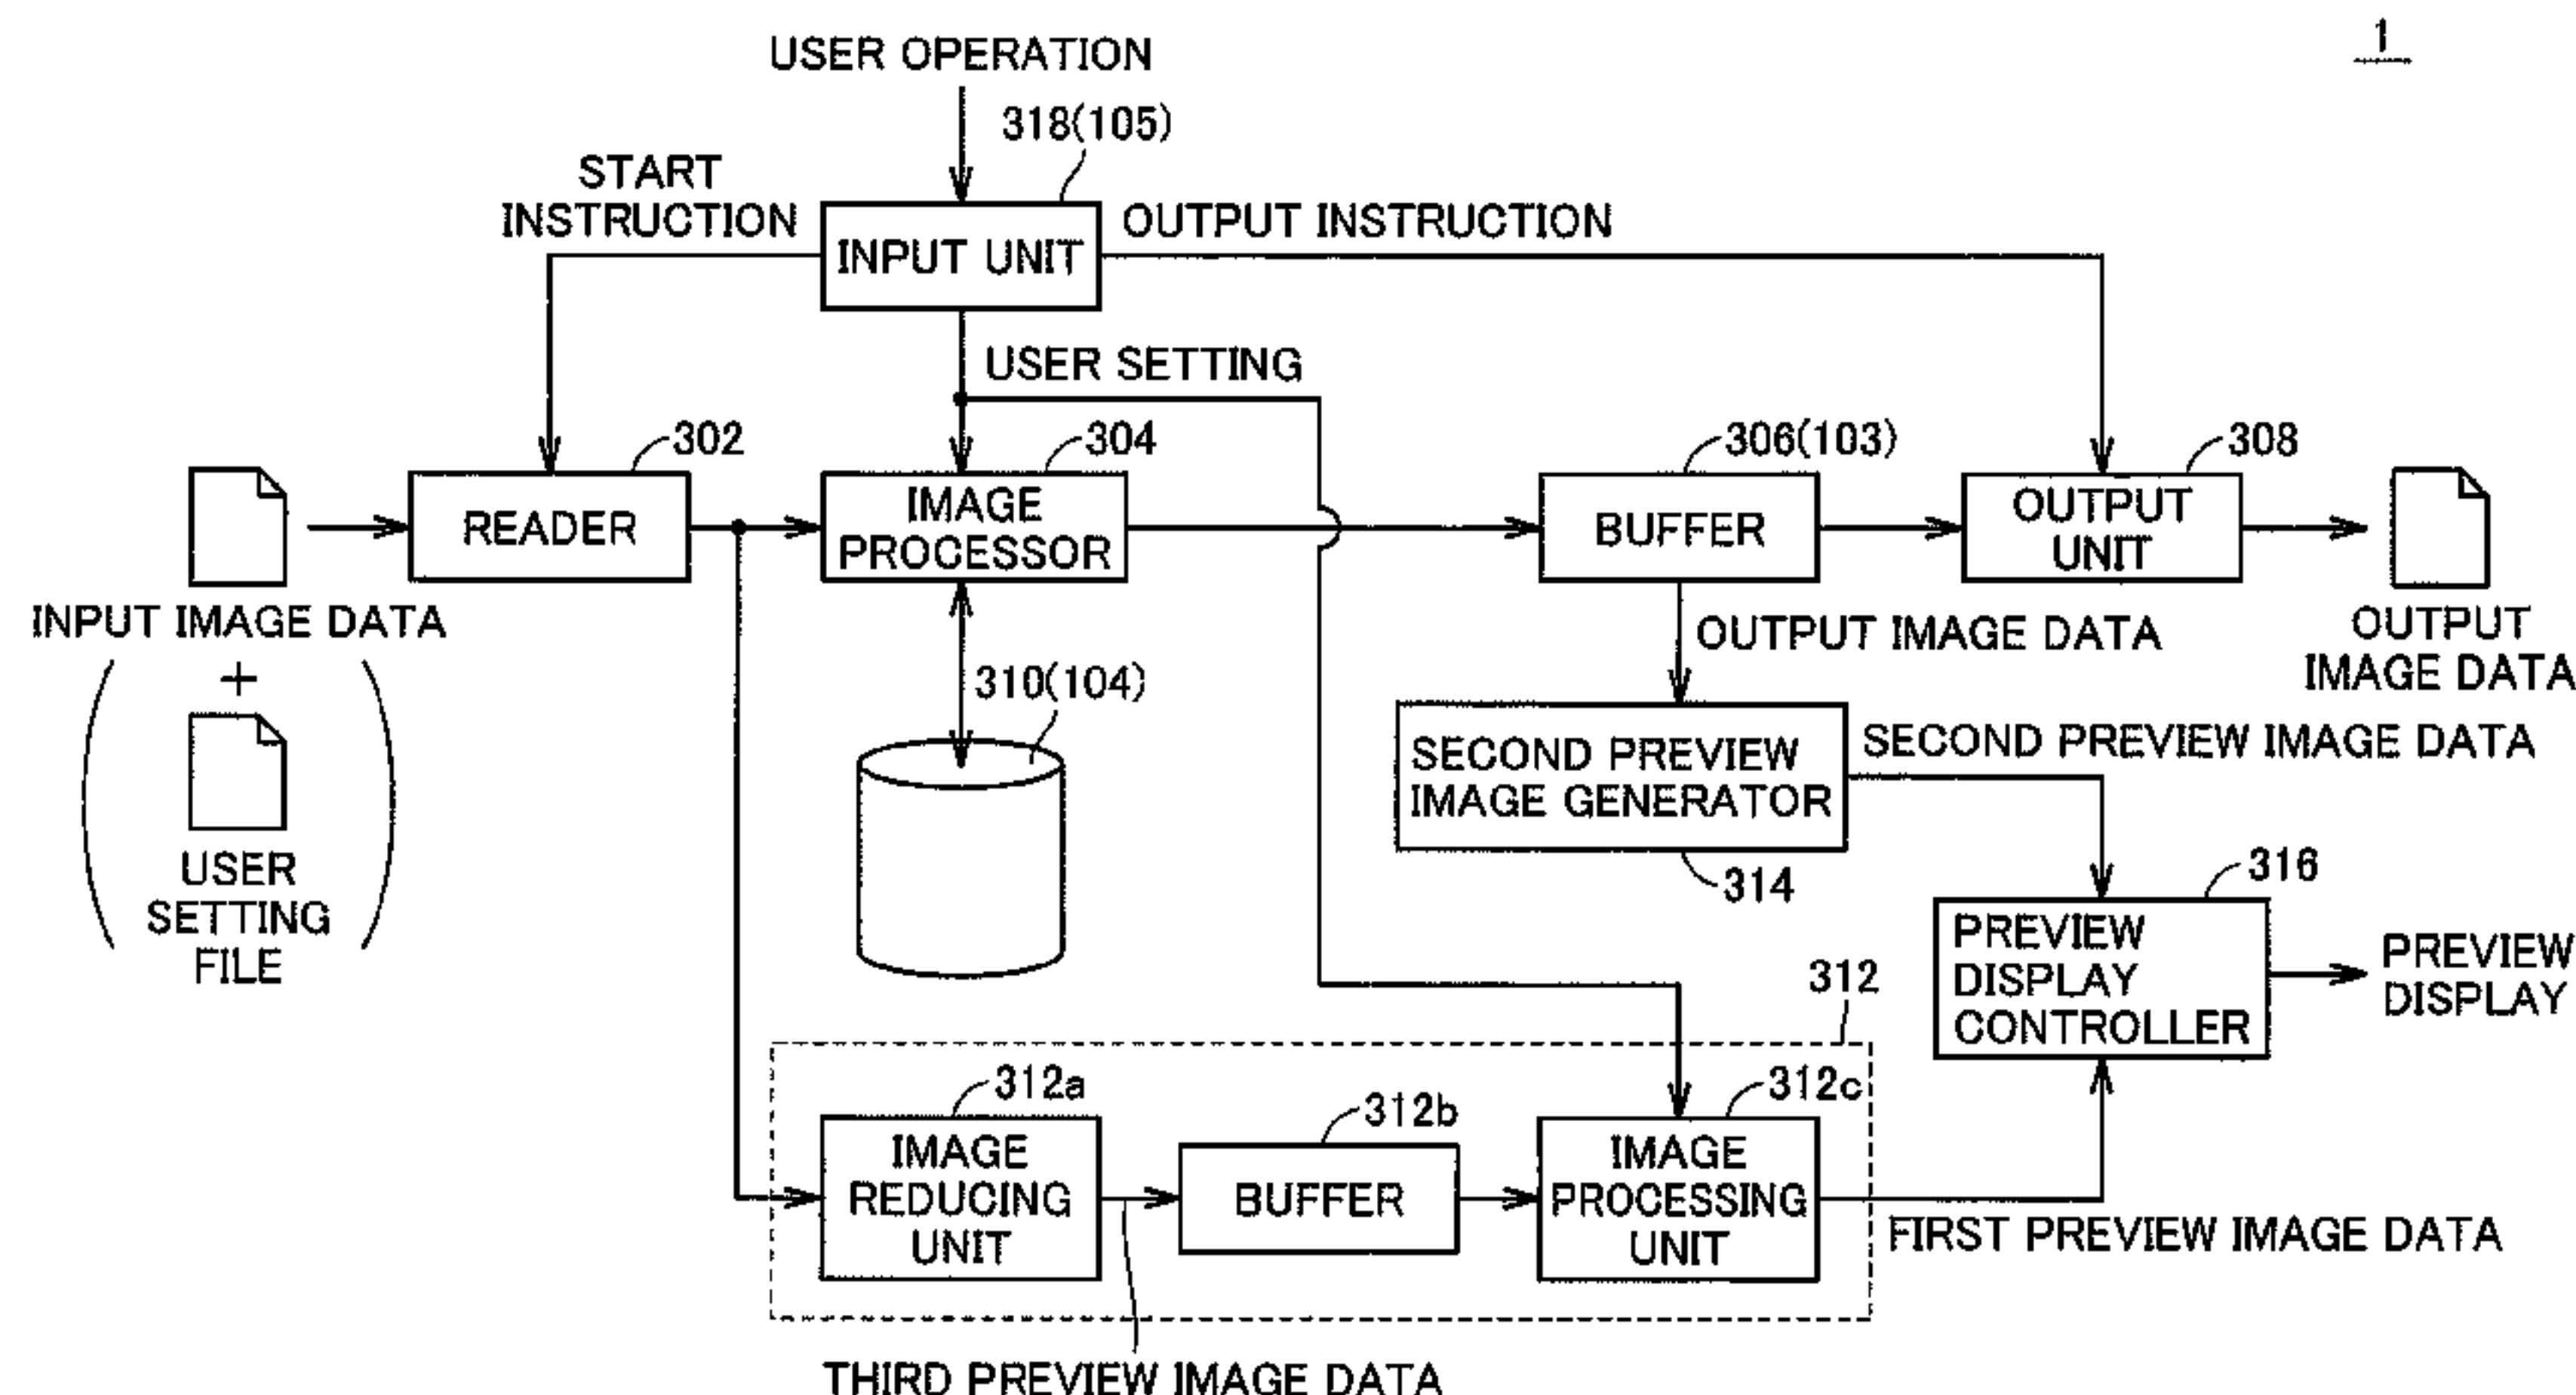 1
USER OPERATION
318(105)
START
INSTRUCTION
INPUT UNIT
OUTPUT INSTRUCTION
USER SETTING
302
304
306(103)
308
READER
IMAGE
PROCESSOR
BUFFER
OUTPUT
UNIT
INPUT IMAGE DATA
+
USER
SETTING
FILE
310(104)
OUTPUT IMAGE DATA
OUTPUT
IMAGE DATA
SECOND PREVIEW
IMAGE GENERATOR
SECOND PREVIEW IMAGE DATA
314
316
PREVIEW
DISPLAY
CONTROLLER
PREVIEW
DISPLAY
312
312a
312b
312c
IMAGE
REDUCING
UNIT
BUFFER
IMAGE
PROCESSING
UNIT
FIRST PREVIEW IMAGE DATA
THIRD PREVIEW IMAGE DATA